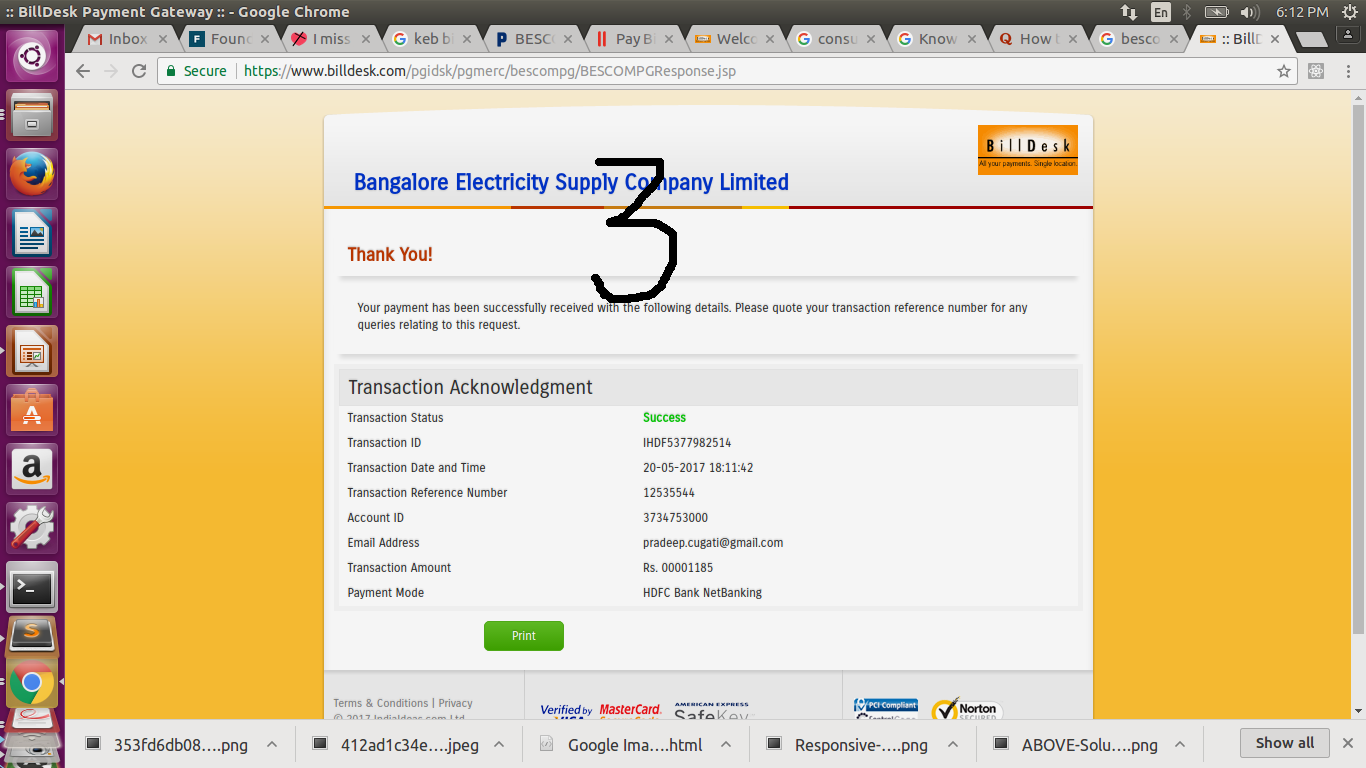 :: BillDesk Payment Gateway :: - Google Chrome
En
6:12 PM
Inbox
Found
I miss
keb bl
BESCO
Pay Bi
Welco
consu
Know
How t
besco
:: BillD
Secure
https://www.billdesk.com/pgidsk/pgmerc/bescompg/BESCOMPGResponse.jsp
BillDesk
All your payments. Single location.
3
Bangalore Electricity Supply Company Limited
Thank You!
Your payment has been successfully received with the following details. Please quote your transaction reference number for any
queries relating to this request.
Transaction Acknowledgment
Transaction Status Success
Transaction ID IHDF5377982514
Transaction Date and Time 20-05-2017 18:11:42
Transaction Reference Number 12535544
Account ID 3734753000
Email Address pradeep.cugati@gmail.com
Transaction Amount Rs. 00001185
Payment Mode HDFC Bank NetBanking
Print
Terms & Conditions | Privacy
© 2017 IndiaIdeas.com Ltd.
Verified by VISA
MasterCard.
AMERICAN EXPRESS
SafeKey
PCI Compliant
Norton
SECURED
353fd6db08....png
412ad1c34e....jpeg
Google Ima....html
Responsive-....png
ABOVE-Solu....png
Show all